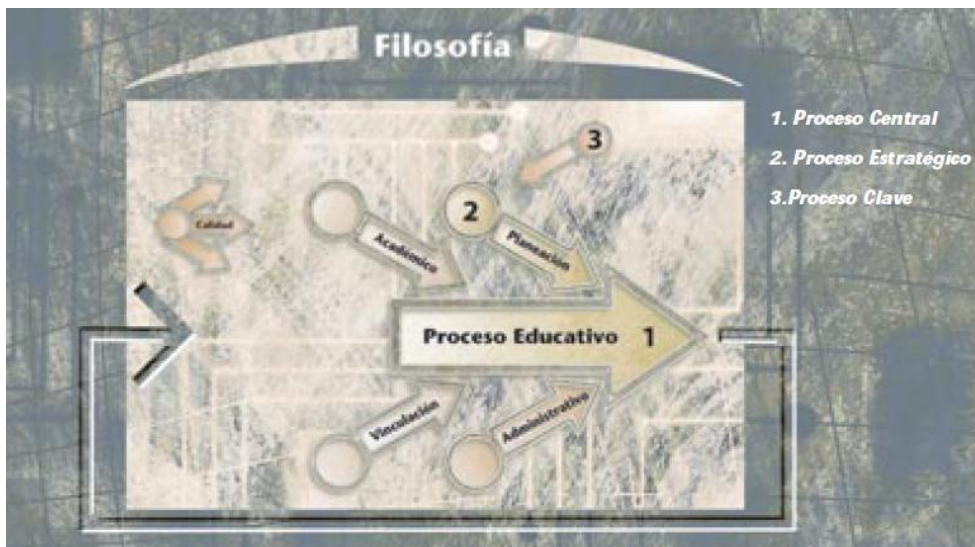 Filosofía
1. Proceso Central
2. Proceso Estratégico
3.Proceso Clave
3
2
Calidad
Académico
Planeación
Proceso Educativo 1
Vinculación
Administrativo